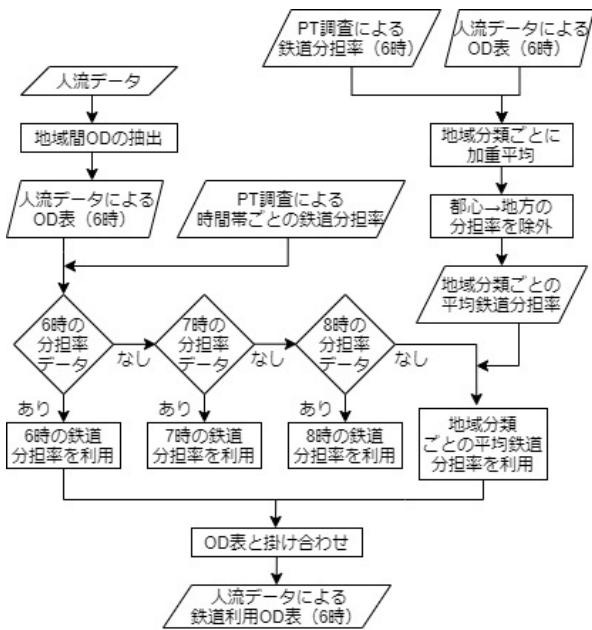 PT調査による
鉄道分担率（6時）
人流データによる
OD表（6時）
人流データ
地域間ODの抽出
地域分類ごとに
加重平均
人流データによる
OD表（6時）
PT調査による
時間帯ごとの鉄道分担率
都心→地方の
分担率を除外
地域分類ごとの
平均鉄道分担率
6時の
分担率
データ
なし
7時の
分担率
データ
なし
8時の
分担率
データ
なし
あり
あり
あり
6時の鉄道
分担率を利用
7時の鉄道
分担率を利用
8時の鉄道
分担率を利用
地域分類
ごとの平均鉄道
分担率を利用
OD表と掛け合わせ
人流データによる
鉄道利用OD表（6時）